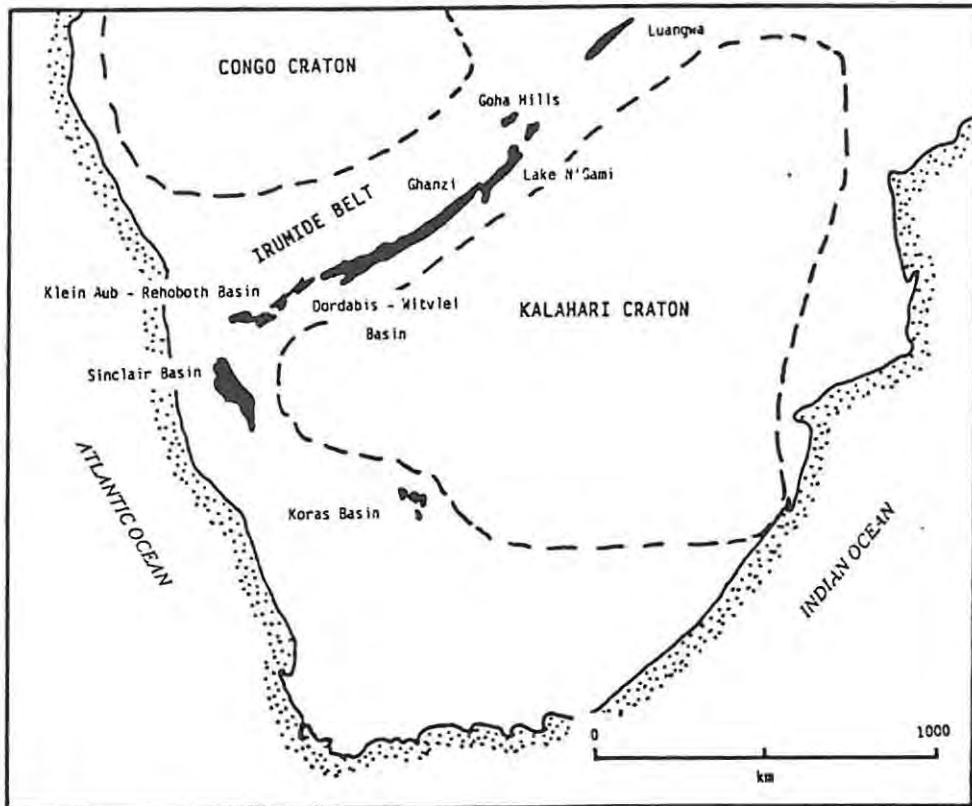 Luangwa
CONGO CRATON
Goha Hills
Ghanzi
Lake N'Gami
IRUMIDE BELT
Klein Aub - Rehoboth Basin
Dordabis - Witvlei
Basin
KALAHARI CRATON
Sinclair Basin
ATLANTIC OCEAN
Koras Basin
INDIAN OCEAN
0
1000
km